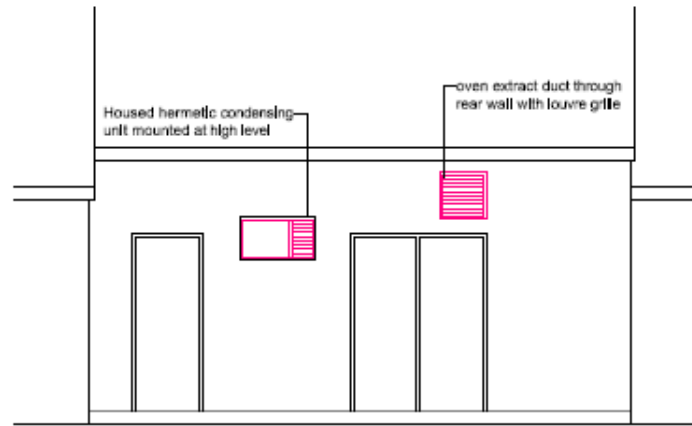 oven extract duct through
rear wall with louvre grille
Housed hermetic condensing
unit mounted at high level